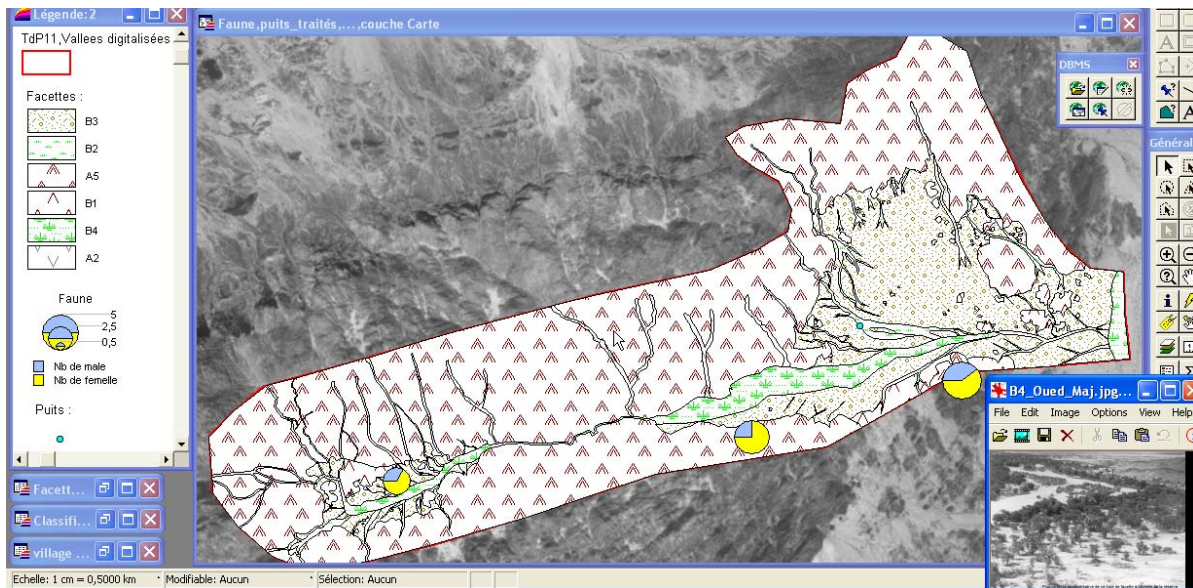 Légende:2
TdP11,Vallees digitalisées
Facettes :
B3
B2
A5
B1
B4
A2
Faune
5
2,5
0,5
Nb de male
Nb de femelle
Puits :
Facett...
Classifi...
village ...
Faune,puits_traités,...,couche Carte
DBMS
Général
B4_Oued_Maj.jpg...
File Edit Image Options View Help
Echelle: 1 cm = 0,5000 km
Modifiable: Aucun
Sélection: Aucun